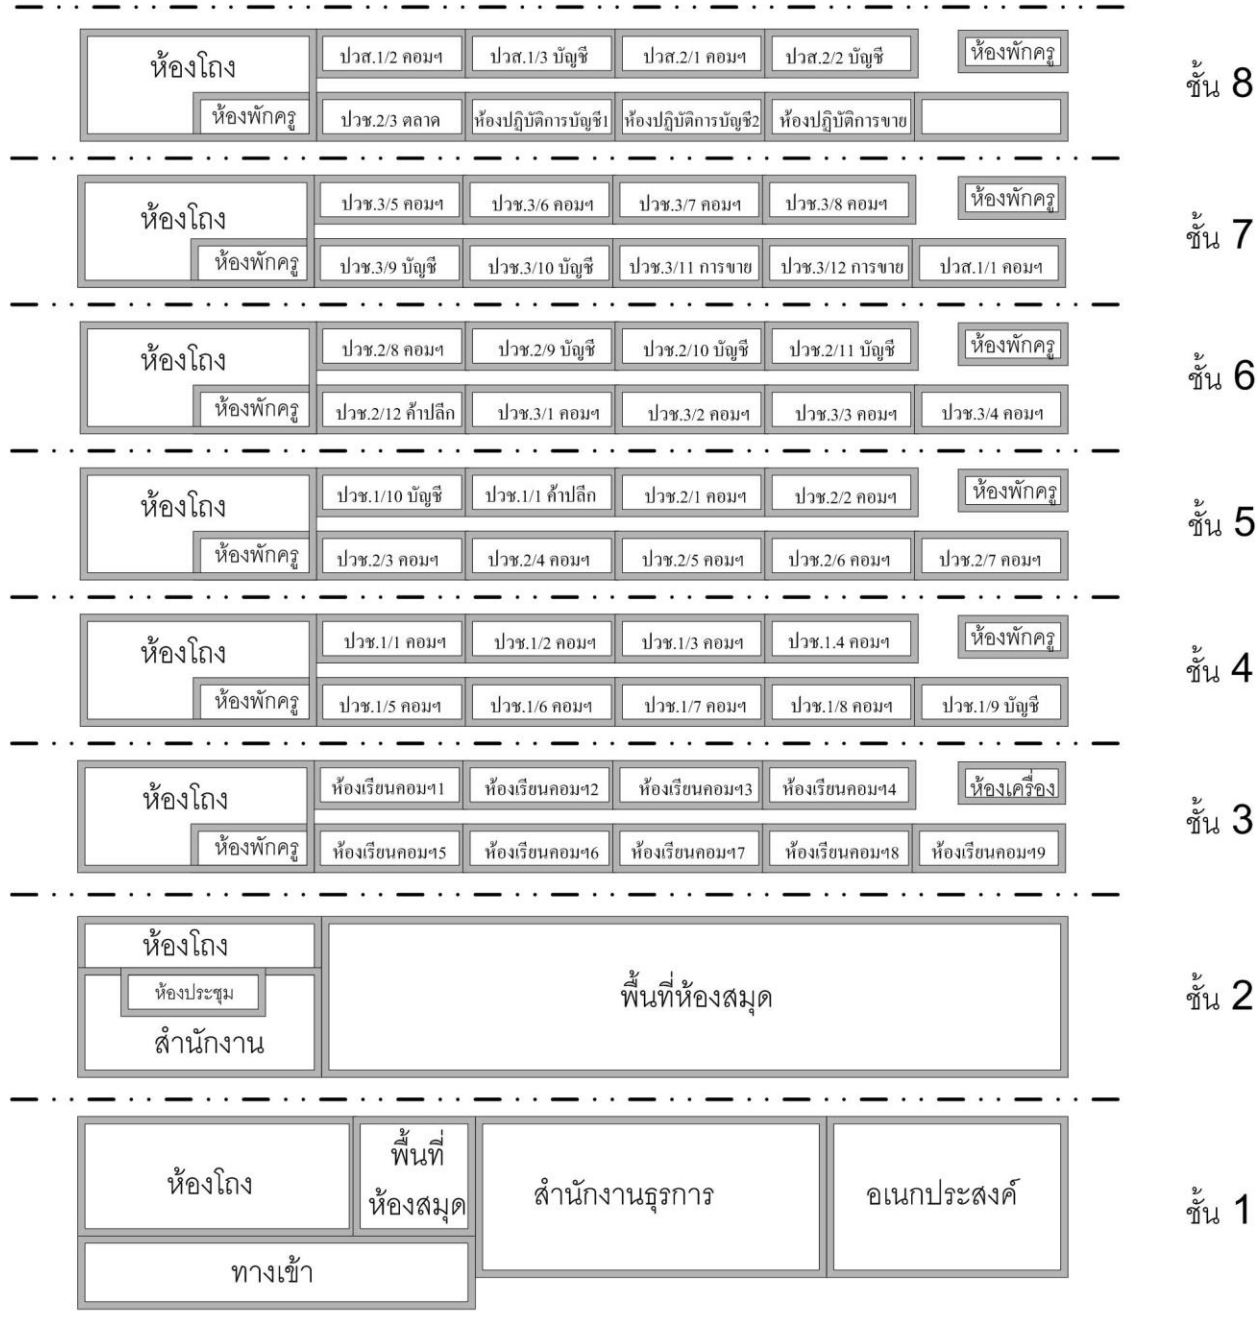 ห้องโถง
ปวส.1/2 คอมฯ
ปวส.1/3 บัญชี
ปวส.2/1 คอมฯ
ปวส.2/2 บัญชี
ห้องพักครู
ชั้น 8
ห้องพักครู
ปวช.2/3 ตลาด
ห้องปฏิบัติการบัญชี1
ห้องปฏิบัติการบัญชี2
ห้องปฏิบัติการขาย
ห้องโถง
ปวช.3/5 คอมฯ
ปวช.3/6 คอมฯ
ปวช.3/7 คอมฯ
ปวช.3/8 คอมฯ
ห้องพักครู
ชั้น 7
ห้องพักครู
ปวช.3/9 บัญชี
ปวช.3/10 บัญชี
ปวช.3/11 การขาย
ปวช.3/12 การขาย
ปวส.1/1 คอมฯ
ห้องโถง
ปวช.2/8 คอมฯ
ปวช.2/9 บัญชี
ปวช.2/10 บัญชี
ปวช.2/11 บัญชี
ห้องพักครู
ชั้น 6
ห้องพักครู
ปวช.2/12 ค้าปลีก
ปวช.3/1 คอมฯ
ปวช.3/2 คอมฯ
ปวช.3/3 คอมฯ
ปวช.3/4 คอมฯ
ห้องโถง
ปวช.1/10 บัญชี
ปวช.1/1 ค้าปลีก
ปวช.2/1 คอมฯ
ปวช.2/2 คอมฯ
ห้องพักครู
ชั้น 5
ห้องพักครู
ปวช.2/3 คอมฯ
ปวช.2/4 คอมฯ
ปวช.2/5 คอมฯ
ปวช.2/6 คอมฯ
ปวช.2/7 คอมฯ
ห้องโถง
ปวช.1/1 คอมฯ
ปวช.1/2 คอมฯ
ปวช.1/3 คอมฯ
ปวช.1.4 คอมฯ
ห้องพักครู
ชั้น 4
ห้องพักครู
ปวช.1/5 คอมฯ
ปวช.1/6 คอมฯ
ปวช.1/7 คอมฯ
ปวช.1/8 คอมฯ
ปวช.1/9 บัญชี
ห้องโถง
ห้องเรียนคอมฯ1
ห้องเรียนคอมฯ2
ห้องเรียนคอมฯ3
ห้องเรียนคอมฯ4
ห้องเครื่อง
ชั้น 3
ห้องพักครู
ห้องเรียนคอมฯ5
ห้องเรียนคอมฯ6
ห้องเรียนคอมฯ7
ห้องเรียนคอมฯ8
ห้องเรียนคอมฯ9
ห้องโถง
ห้องประชุม
สำนักงาน
พื้นที่ห้องสมุด
ชั้น 2
ห้องโถง
พื้นที่
ห้องสมุด
สำนักงานธุรการ
อเนกประสงค์
ชั้น 1
ทางเข้า